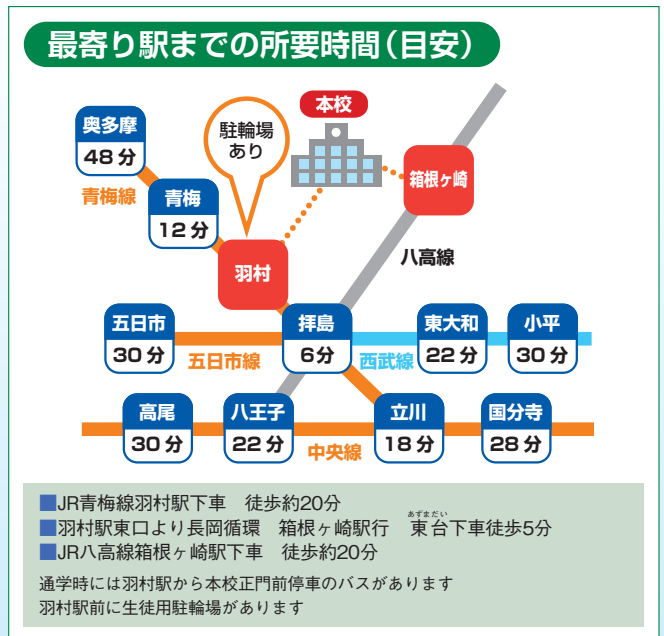 最寄り駅までの所要時間（目安）
本校
駐輪場
あり
奥多摩
48分
青梅線
青梅
12分
箱根ヶ崎
羽村
八高線
五日市
30分
五日市線
拝島
6分
西武線
東大和
22分
小平
30分
高尾
30分
八王子
22分
中央線
立川
18分
国分寺
28分
■JR青梅線羽村駅下車　徒歩約20分
あずまだい
■羽村駅東口より長岡循環　箱根ヶ崎駅行　東台下車徒歩5分
■JR八高線箱根ヶ崎駅下車　徒歩約20分
通学時には羽村駅から本校正門前停車のバスがあります
羽村駅前に生徒用駐輪場があります